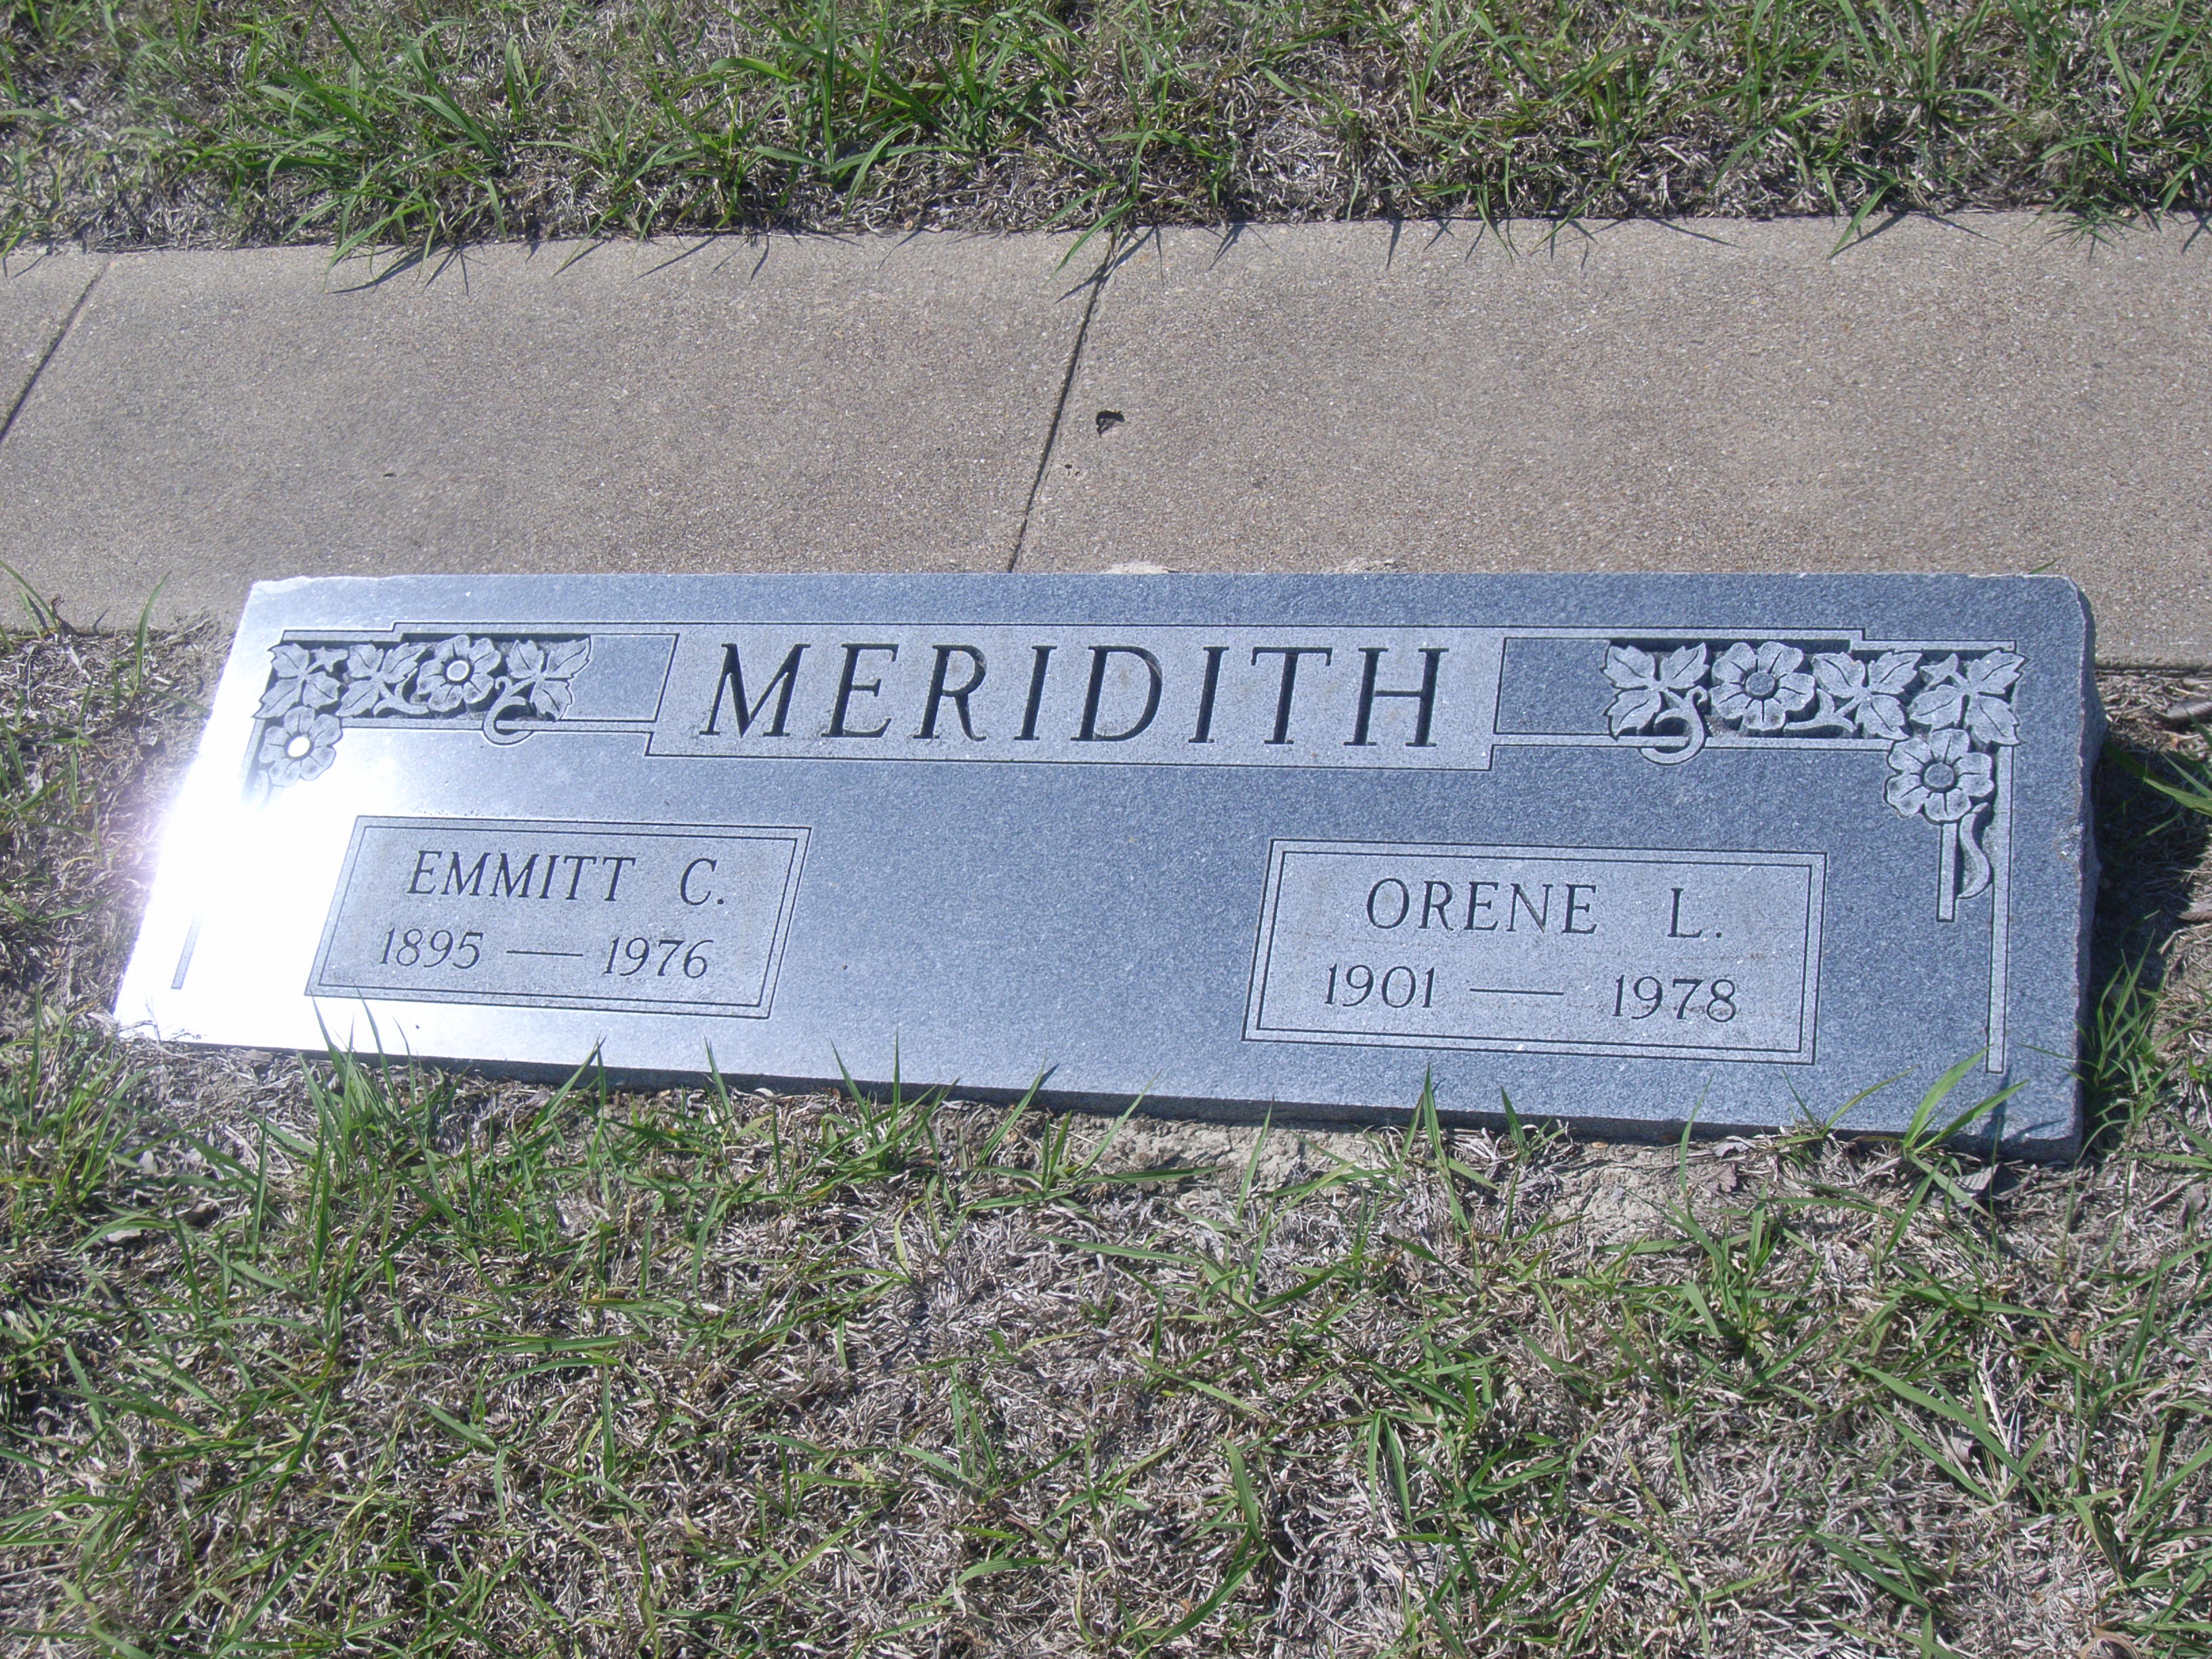 MERIDITH
EMMITT C.
1895 — 1976
ORENE L.
1901 — 1978